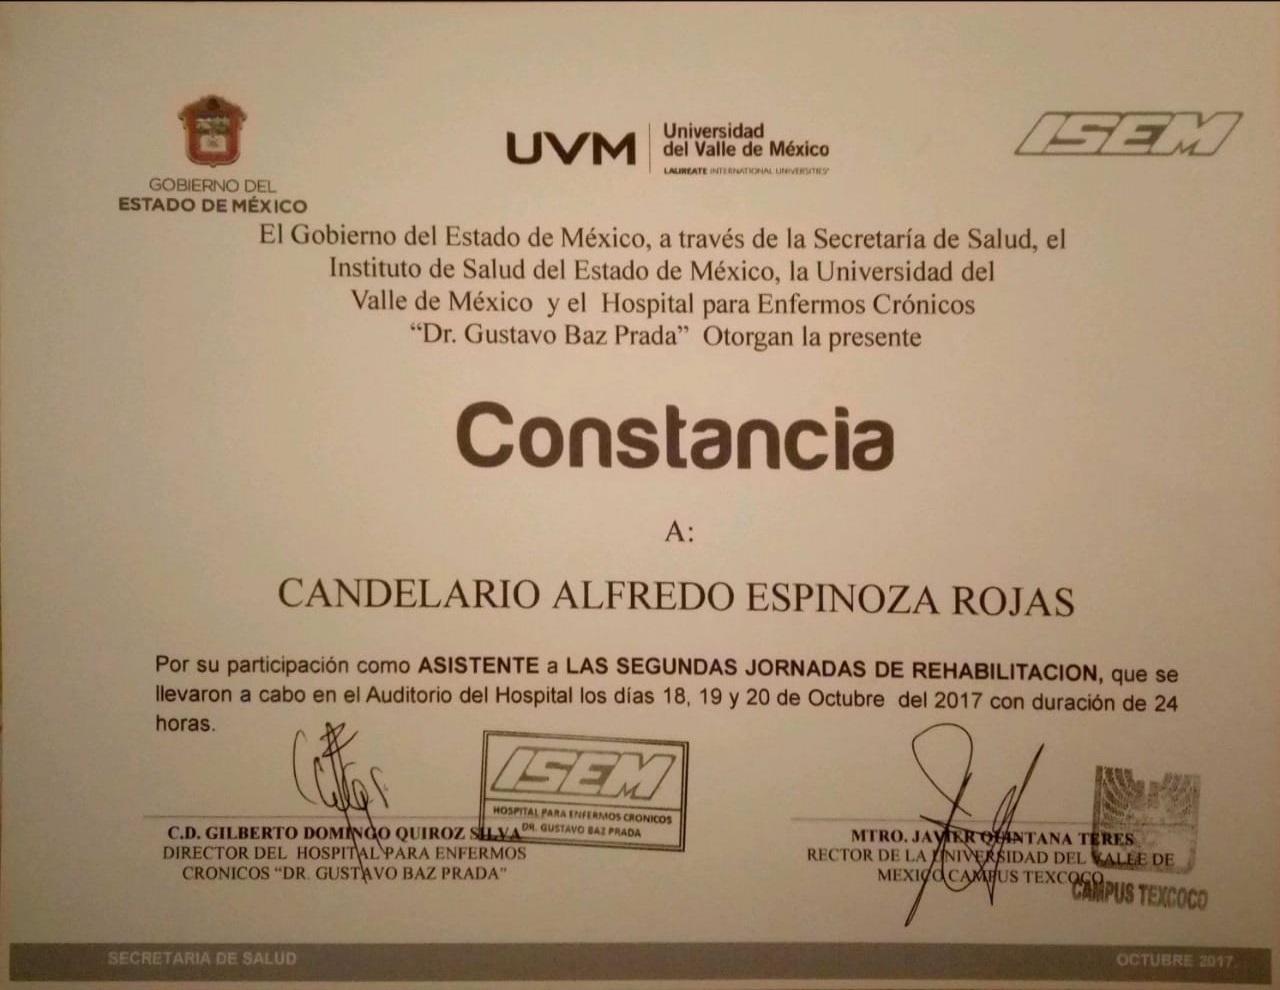 GOBIERNO DEL
ESTADO DE MÉXICO
UVM
Universidad
del Valle de México
LAUREATE INTERNATIONAL UNIVERSITIES®
ISEM
El Gobierno del Estado de México, a través de la Secretaría de Salud, el
Instituto de Salud del Estado de México, la Universidad del
Valle de México y el Hospital para Enfermos Crónicos
“Dr. Gustavo Baz Prada” Otorgan la presente
Constancia
A:
CANDELARIO ALFREDO ESPINOZA ROJAS
Por su participación como ASISTENTE a LAS SEGUNDAS JORNADAS DE REHABILITACION, que se
llevaron a cabo en el Auditorio del Hospital los días 18, 19 y 20 de Octubre del 2017 con duración de 24
horas.
ISEM
HOSPITAL PARA ENFERMOS CRONICOS
DR. GUSTAVO BAZ PRADA
C.D. GILBERTO DOMINGO QUIROZ SILVA
DIRECTOR DEL HOSPITAL PARA ENFERMOS
CRONICOS “DR. GUSTAVO BAZ PRADA”
MTRO. JAVIER QUINTANA TERES
RECTOR DE LA UNIVERSIDAD DEL VALLE DE
MEXICO CAMPUS TEXCOCO
CAMPUS TEXCOCO
SECRETARIA DE SALUD
OCTUBRE 2017.